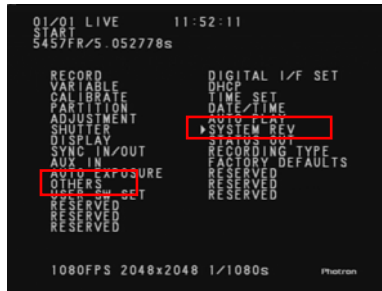 01/01 LIVE 11:52:11
START
5457FR/5.052778s
RECORD
VARIABLE
CALIBRATE
PARTITION
ADJUSTMENT
SHUTTER
DISPLAY
SYNC IN/OUT
AUX IN
AUTO EXPOSURE
OTHERS
USER SW SET
RESERVED
RESERVED
RESERVED
DIGITAL I/F SET
DHCP
TIME SET
DATE/TIME
AUTO PLAY
▶SYSTEM REV
STATUS OUT
RECORDING TYPE
FACTORY DEFAULTS
RESERVED
RESERVED
RESERVED
1080FPS 2048x2048 1/1080s Photron